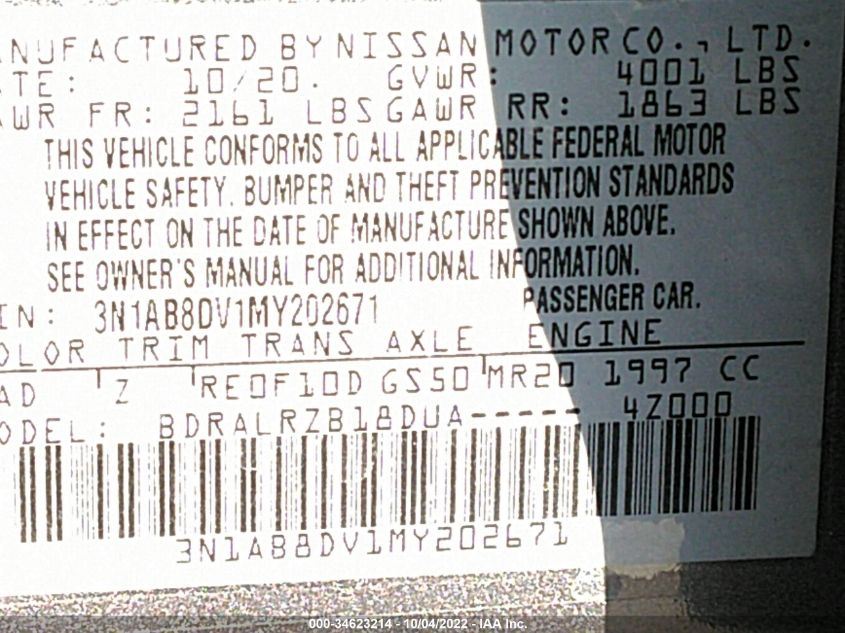 ANUFACTURED BY NISSAN MOTOR CO., LTD.
ATE: 10/20. GVWR: 4001 LBS
AWR FR: 2161 LBS GAWR RR: 1863 LBS
THIS VEHICLE CONFORMS TO ALL APPLICABLE FEDERAL MOTOR
VEHICLE SAFETY, BUMPER AND THEFT PREVENTION STANDARDS
IN EFFECT ON THE DATE OF MANUFACTURE SHOWN ABOVE.
SEE OWNER'S MANUAL FOR ADDITIONAL INFORMATION.
IN: 3N1AB8DV1MY202671 PASSENGER CAR.
OLOR TRIM TRANS AXLE ENGINE
AD Z RE0F10D GS50 MR20 1997 CC
ODEL: BDRALRZB18DUA----- 4Z000
3N1AB8DV1MY202671
000-34623214 - 10/04/2022 - IAA Inc.